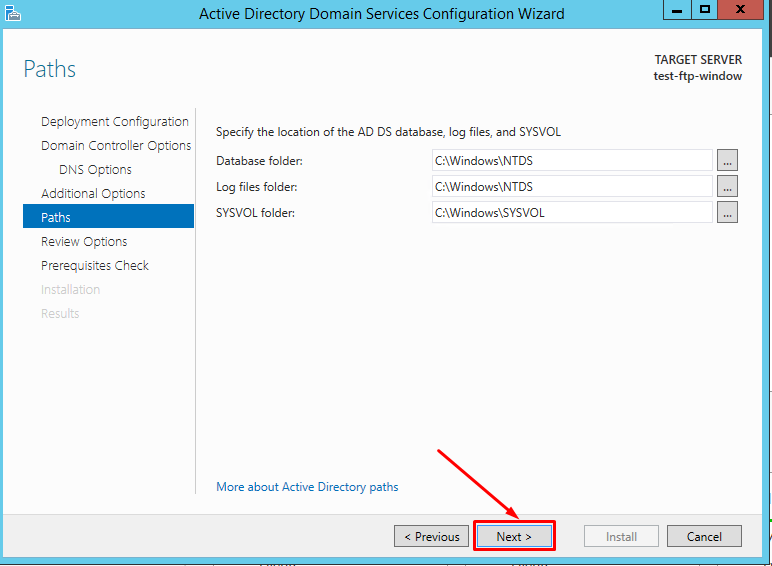 Active Directory Domain Services Configuration Wizard
Paths
TARGET SERVER
test-ftp-window
Deployment Configuration
Domain Controller Options
DNS Options
Additional Options
Paths
Review Options
Prerequisites Check
Installation
Results
Specify the location of the AD DS database, log files, and SYSVOL
Database folder: C:\Windows\NTDS ...
Log files folder: C:\Windows\NTDS ...
SYSVOL folder: C:\Windows\SYSVOL ...
More about Active Directory paths
< Previous Next > Install Cancel